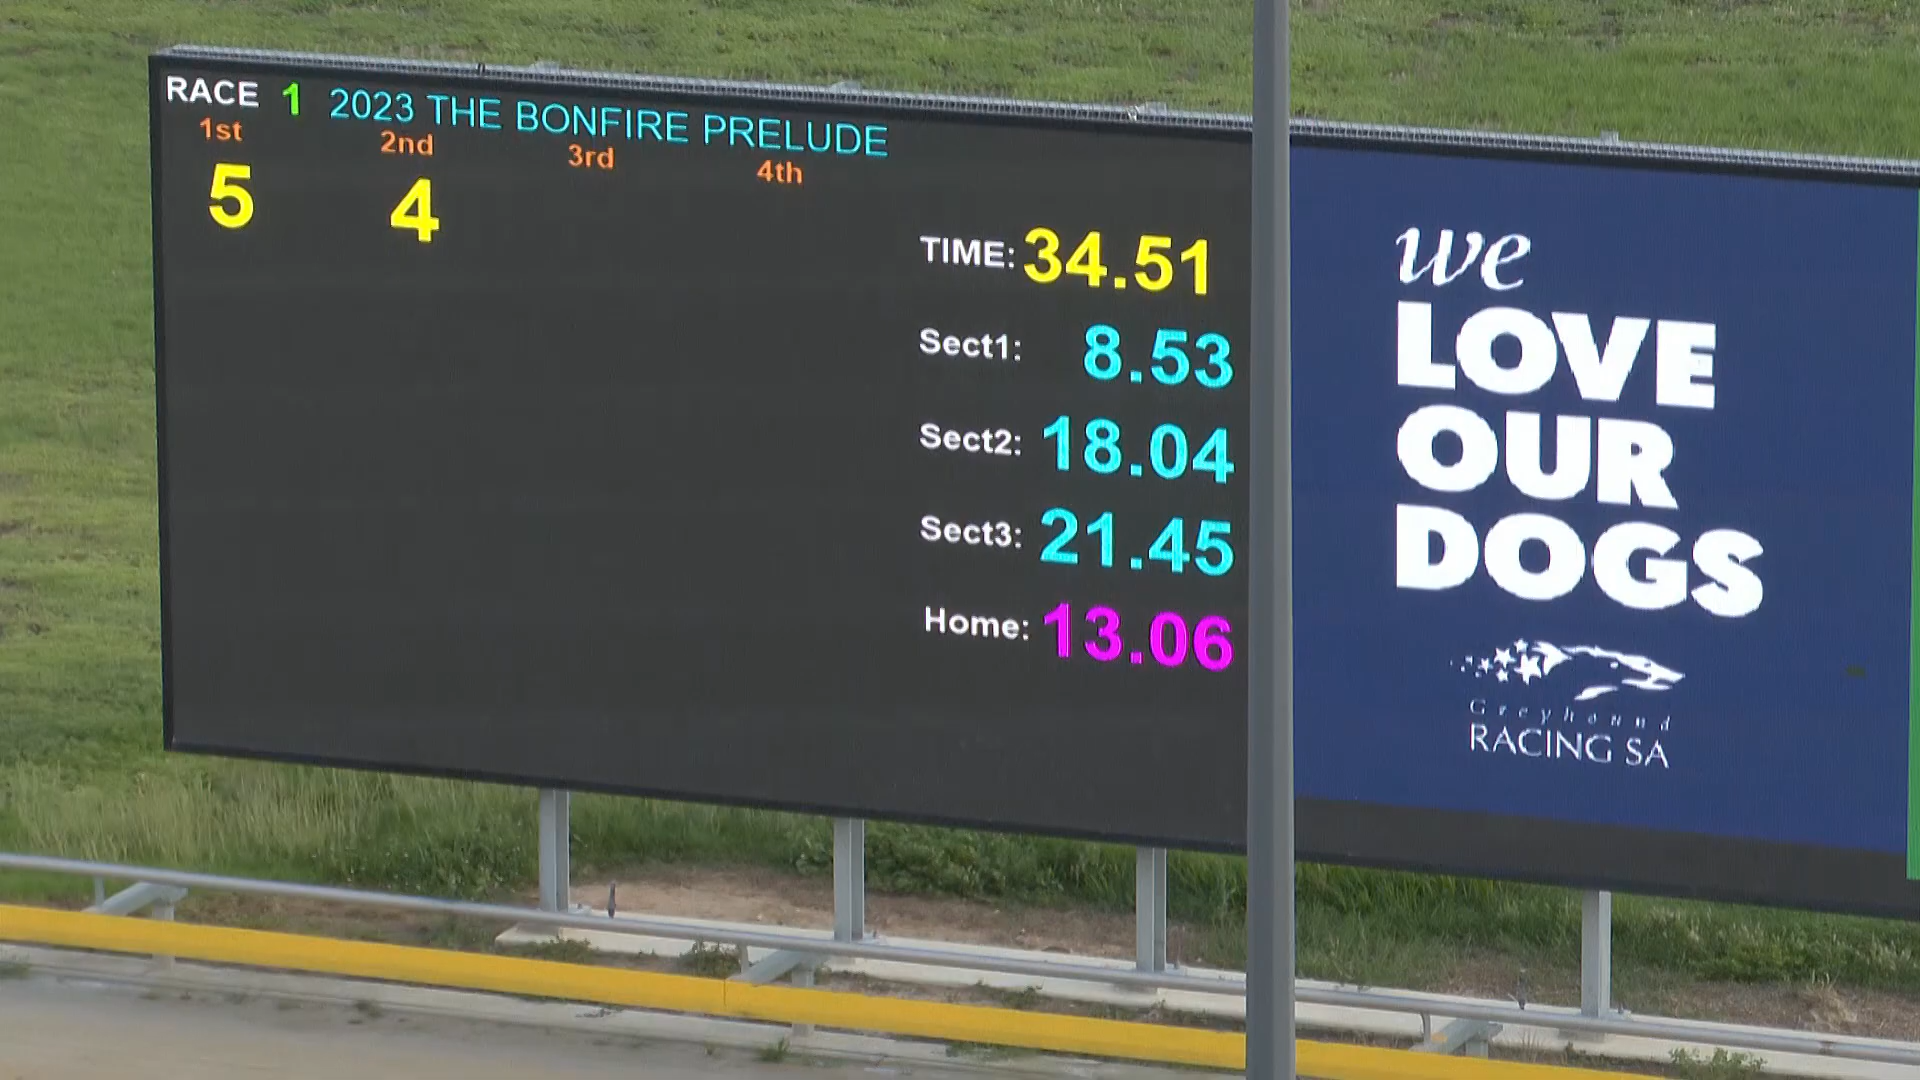 RACE 1 2023 THE BONFIRE PRELUDE
1st 2nd 3rd 4th
5 4
TIME: 34.51
Sect1: 8.53
Sect2: 18.04
Sect3: 21.45
Home: 13.06
we
LOVE
OUR
DOGS
Greyhound
RACING SA